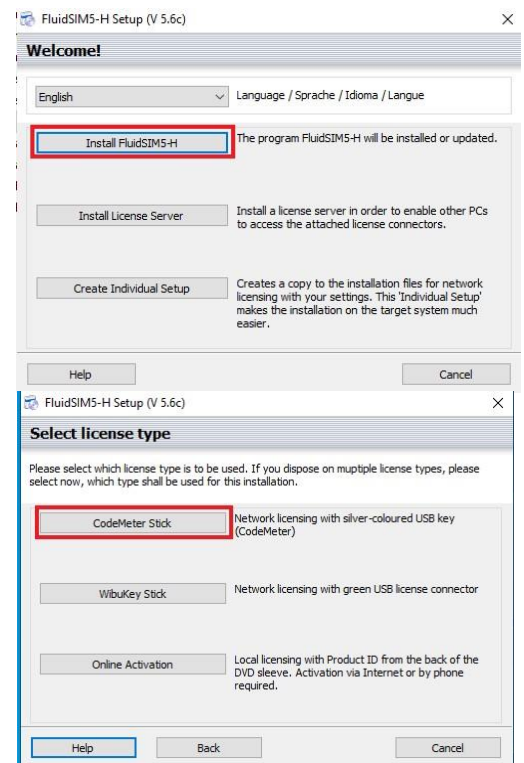 FluidSIM5-H Setup (V 5.6c)
Welcome!
English
Language / Sprache / Idioma / Langue
Install FluidSIM5-H
The program FluidSIM5-H will be installed or updated.
Install License Server
Install a license server in order to enable other PCs
to access the attached license connectors.
Create Individual Setup
Creates a copy to the installation files for network
licensing with your settings. This 'Individual Setup'
makes the installation on the target system much
easier.
Help
Cancel
FluidSIM5-H Setup (V 5.6c)
Select license type
Please select which license type is to be used. If you dispose on muptiple license types, please
select now, which type shall be used for this installation.
CodeMeter Stick
Network licensing with silver-coloured USB key
(CodeMeter)
WibuKey Stick
Network licensing with green USB license connector
Online Activation
Local licensing with Product ID from the back of the
DVD sleeve. Activation via Internet or by phone
required.
Help
Back
Cancel